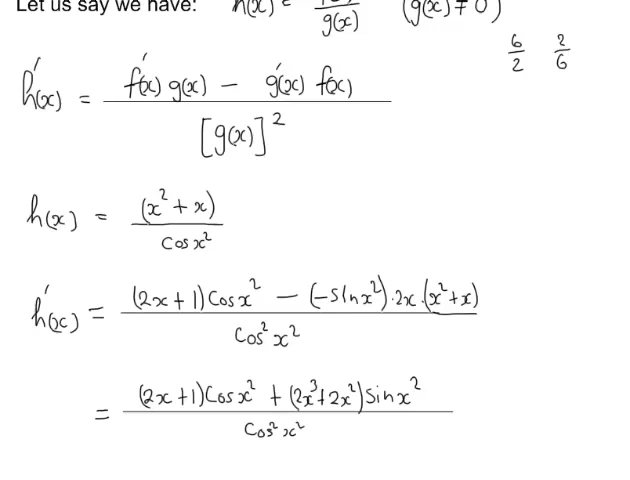 Let us say we have: h(x) = f(x)/g(x) (g(x) ≠ 0)
6/2 2/6
h'(x) = (f'(x) g(x) − g'(x) f(x)) / [g(x)]²
h(x) = (x² + x) / Cos x²
h'(x) = ((2x+1) Cos x² − (−Sin x²)·2x·(x²+x)) / Cos² x²
= ((2x+1) Cos x² + (2x³+2x²) Sin x²) / Cos² x²